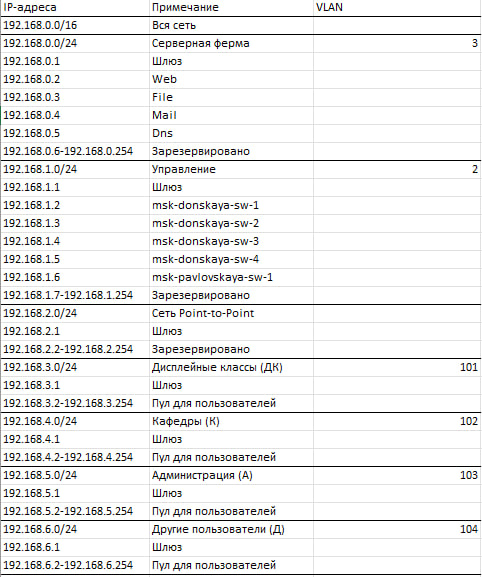 IP-адреса Примечание VLAN
192.168.0.0/16 Вся сеть
192.168.0.0/24 Серверная ферма 3
192.168.0.1 Шлюз
192.168.0.2 Web
192.168.0.3 File
192.168.0.4 Mail
192.168.0.5 Dns
192.168.0.6-192.168.0.254 Зарезервировано
192.168.1.0/24 Управление 2
192.168.1.1 Шлюз
192.168.1.2 msk-donskaya-sw-1
192.168.1.3 msk-donskaya-sw-2
192.168.1.4 msk-donskaya-sw-3
192.168.1.5 msk-donskaya-sw-4
192.168.1.6 msk-pavlovskaya-sw-1
192.168.1.7-192.168.1.254 Зарезервировано
192.168.2.0/24 Сеть Point-to-Point
192.168.2.1 Шлюз
192.168.2.2-192.168.2.254 Зарезервировано
192.168.3.0/24 Дисплейные классы (ДК) 101
192.168.3.1 Шлюз
192.168.3.2-192.168.3.254 Пул для пользователей
192.168.4.0/24 Кафедры (К) 102
192.168.4.1 Шлюз
192.168.4.2-192.168.4.254 Пул для пользователей
192.168.5.0/24 Администрация (А) 103
192.168.5.1 Шлюз
192.168.5.2-192.168.5.254 Пул для пользователей
192.168.6.0/24 Другие пользователи (Д) 104
192.168.6.1 Шлюз
192.168.6.2-192.168.6.254 Пул для пользователей